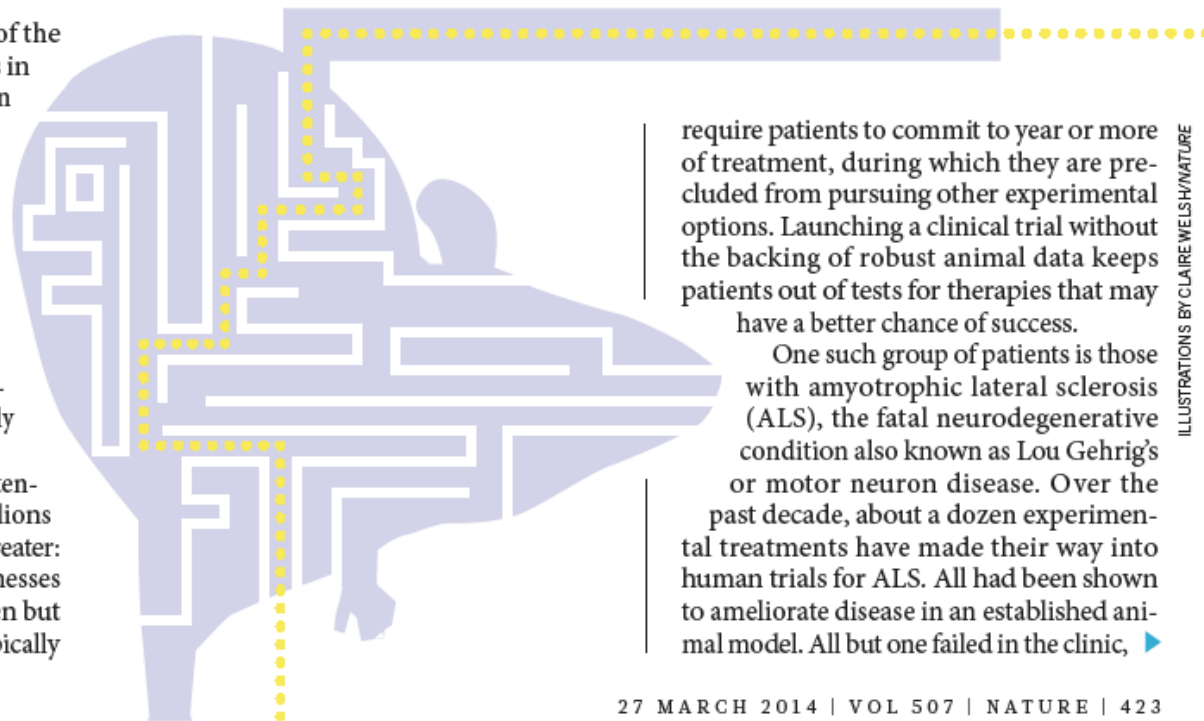 of the
in
n
-
ly
ten-
lions
eater:
nesses
en but
pically
require patients to commit to year or more
of treatment, during which they are pre-
cluded from pursuing other experimental
options. Launching a clinical trial without
the backing of robust animal data keeps
patients out of tests for therapies that may
have a better chance of success.
One such group of patients is those
with amyotrophic lateral sclerosis
(ALS), the fatal neurodegenerative
condition also known as Lou Gehrig’s
or motor neuron disease. Over the
past decade, about a dozen experimen-
tal treatments have made their way into
human trials for ALS. All had been shown
to ameliorate disease in an established ani-
mal model. All but one failed in the clinic,
ILLUSTRATIONS BY CLAIRE WELSH/NATURE
27 MARCH 2014 | VOL 507 | NATURE | 423